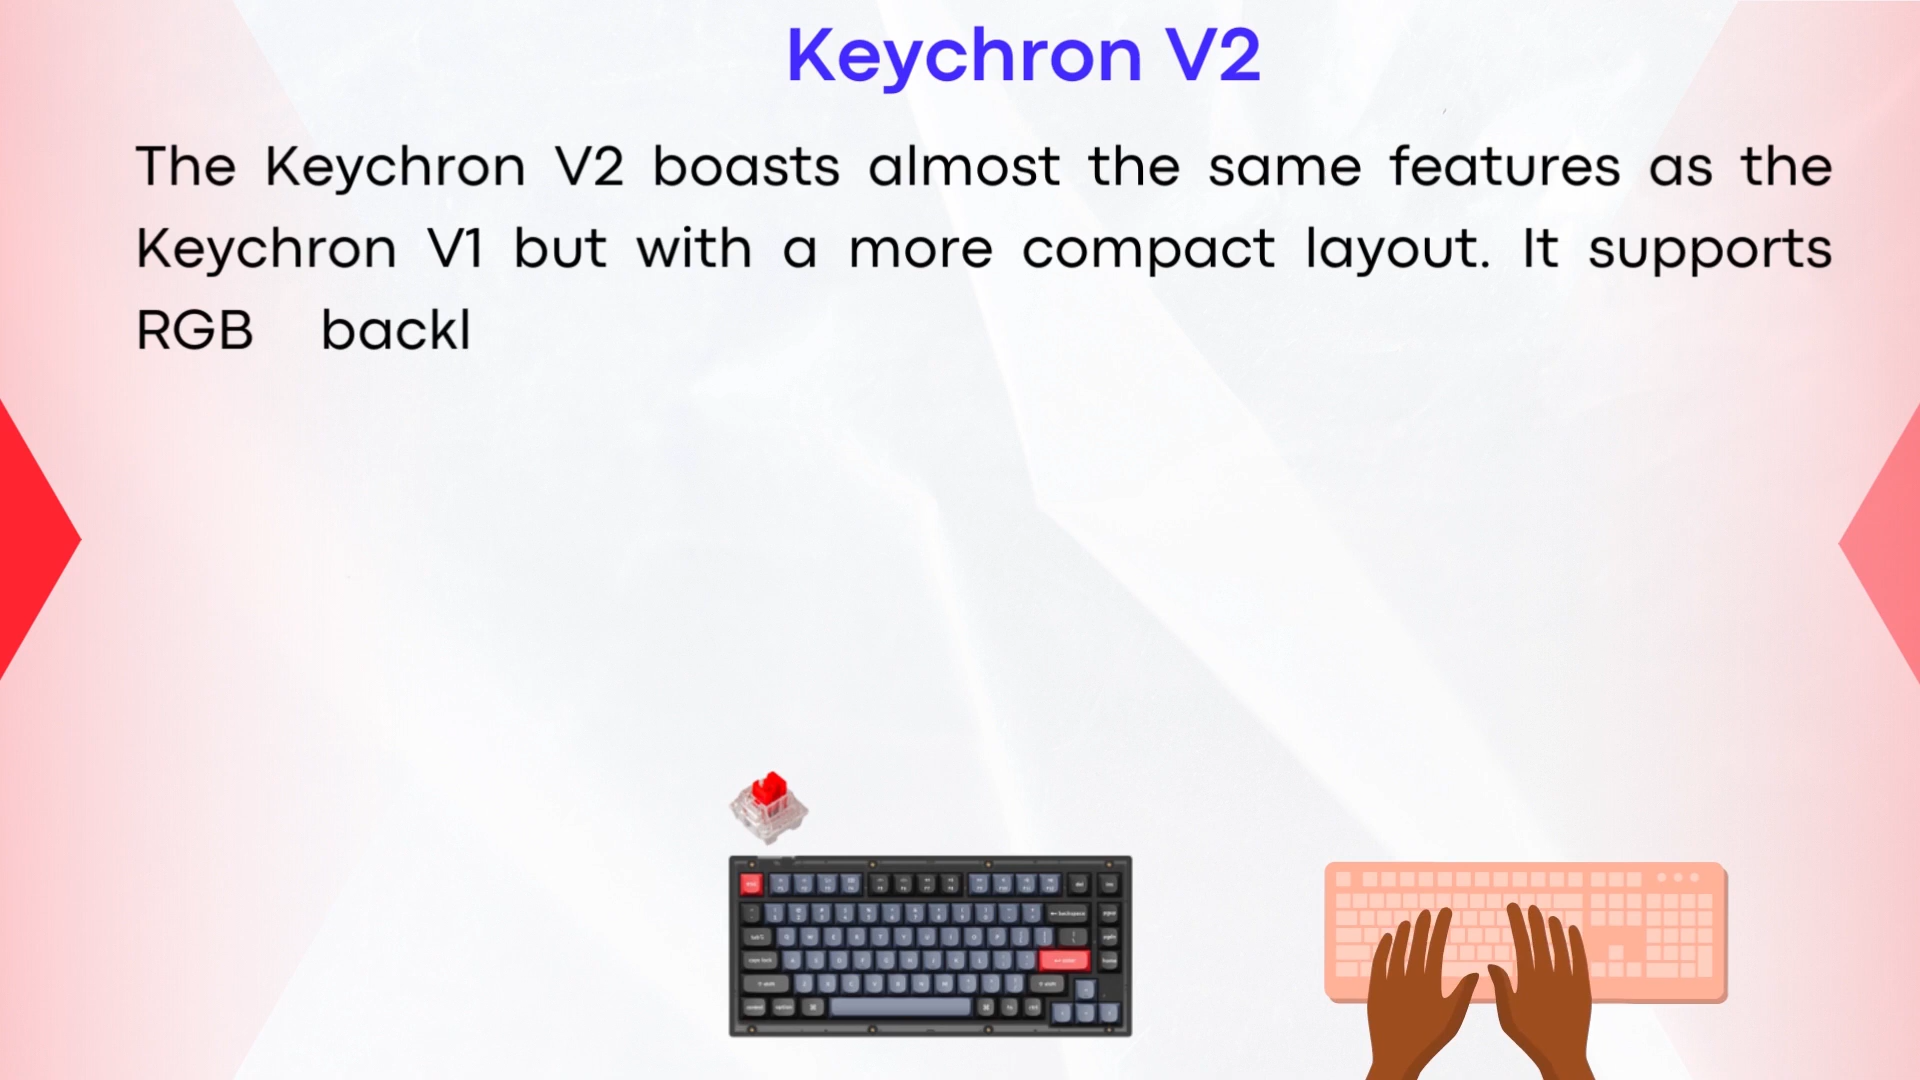 Keychron V2
The Keychron V2 boasts almost the same features as the
Keychron V1 but with a more compact layout. It supports
RGB backl